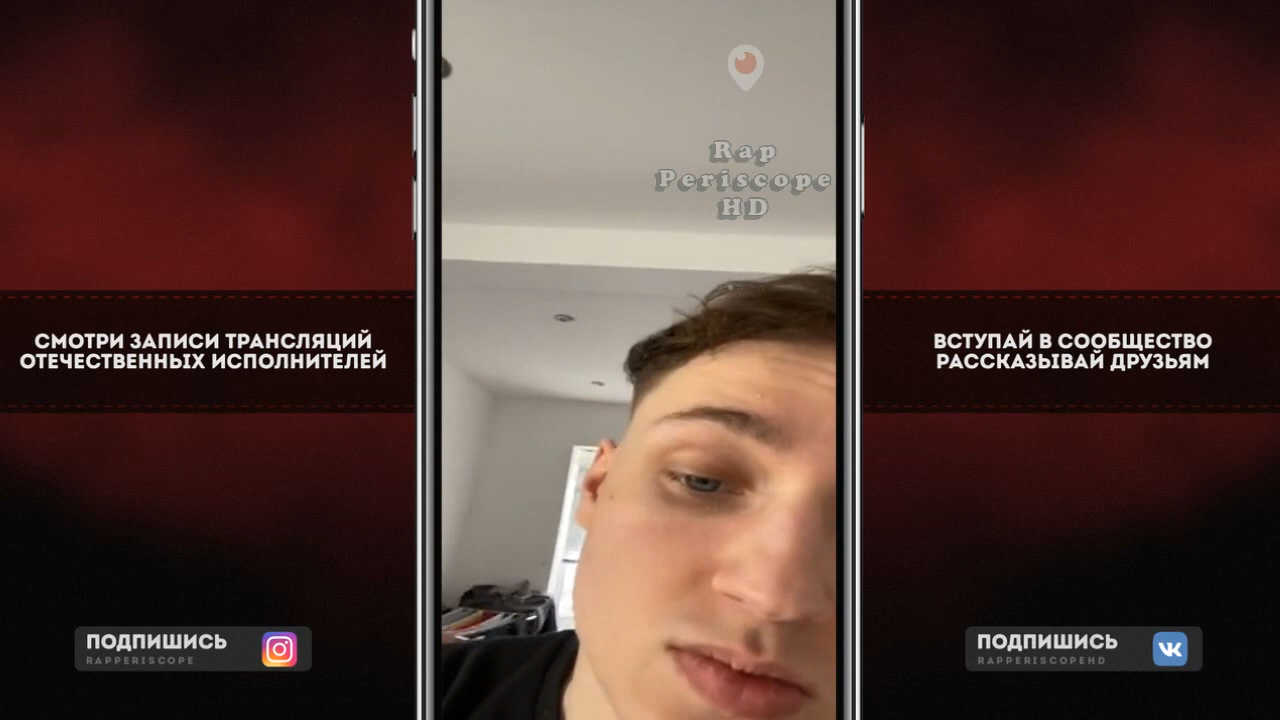 Rap
Periscope
HD
СМОТРИ ЗАПИСИ ТРАНСЛЯЦИЙ
ОТЕЧЕСТВЕННЫХ ИСПОЛНИТЕЛЕЙ
ВСТУПАЙ В СООБЩЕСТВО
РАССКАЗЫВАЙ ДРУЗЬЯМ
ПОДПИШИСЬ
RAPPERISCOPE
ПОДПИШИСЬ
RAPPERISCOPEHD